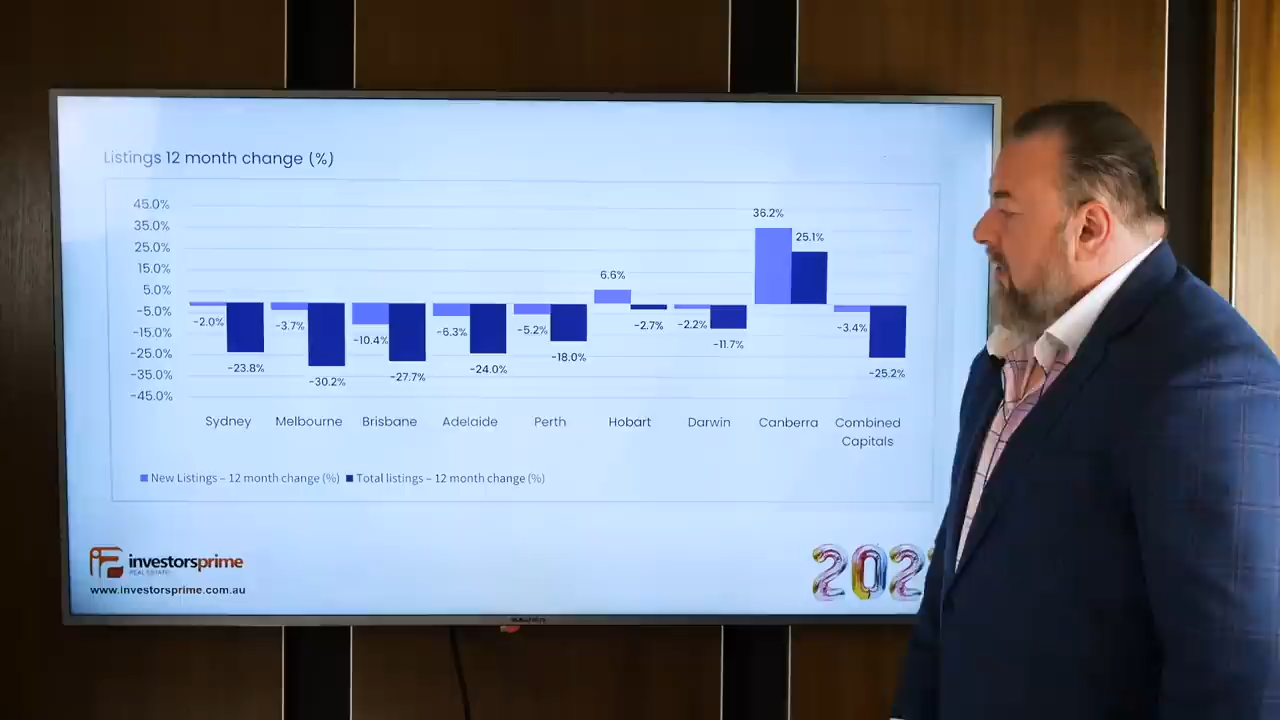 Listings 12 month change (%)
45.0%
35.0%
25.0%
15.0%
5.0%
-5.0%
-15.0%
-25.0%
-35.0%
-45.0%
-2.0%
-23.8%
-3.7%
-30.2%
-10.4%
-27.7%
-6.3%
-24.0%
-5.2%
-18.0%
6.6%
-2.7%
-2.2%
-11.7%
36.2%
25.1%
-3.4%
-25.2%
Sydney
Melbourne
Brisbane
Adelaide
Perth
Hobart
Darwin
Canberra
Combined
Capitals
New Listings – 12 month change (%)
Total listings – 12 month change (%)
investorsprime
REAL ESTATE
www.investorsprime.com.au
202